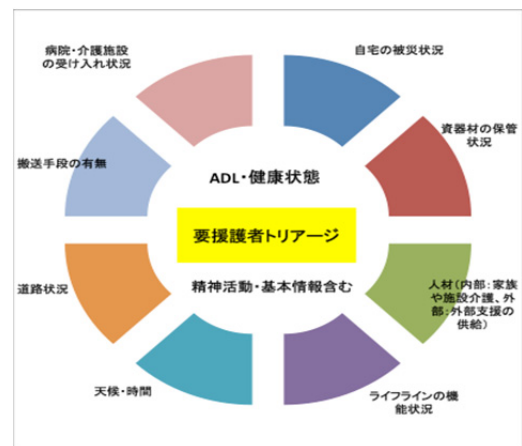 病院・介護施設
の受け入れ状況
自宅の被災状況
資器材の保管
状況
搬送手段の有無
ADL・健康状態
要援護者トリアージ
精神活動・基本情報含む
道路状況
人材(内部:家族
や施設介護、外
部:外部支援の
供給)
天候・時間
ライフラインの機
能状況